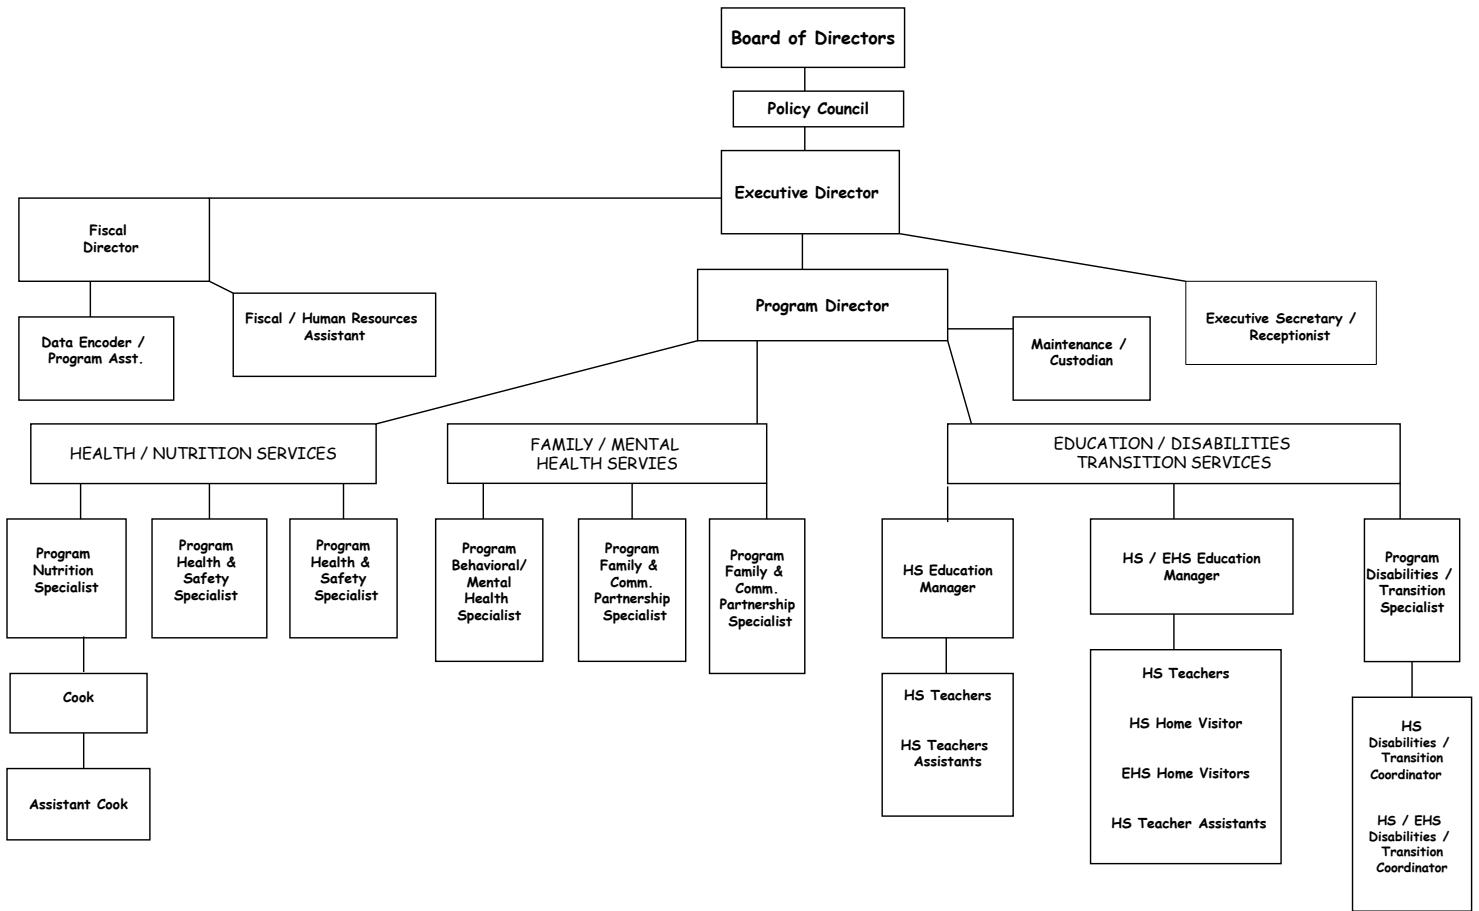 Board of Directors
Policy Council
Executive Director
Fiscal
Director
Program Director
Fiscal / Human Resources
Assistant
Executive Secretary /
Receptionist
Data Encoder /
Program Asst.
Maintenance /
Custodian
HEALTH / NUTRITION SERVICES
FAMILY / MENTAL
HEALTH SERVIES
EDUCATION / DISABILITIES
TRANSITION SERVICES
Program
Nutrition
Specialist
Program
Health &
Safety
Specialist
Program
Health &
Safety
Specialist
Program
Behavioral/
Mental
Health
Specialist
Program
Family &
Comm.
Partnership
Specialist
Program
Family &
Comm.
Partnership
Specialist
HS Education
Manager
HS / EHS Education
Manager
Program
Disabilities /
Transition
Specialist
Cook
Assistant Cook
HS Teachers
HS Teachers
Assistants
HS Teachers
HS Home Visitor
EHS Home Visitors
HS Teacher Assistants
HS
Disabilities /
Transition
Coordinator
HS / EHS
Disabilities /
Transition
Coordinator